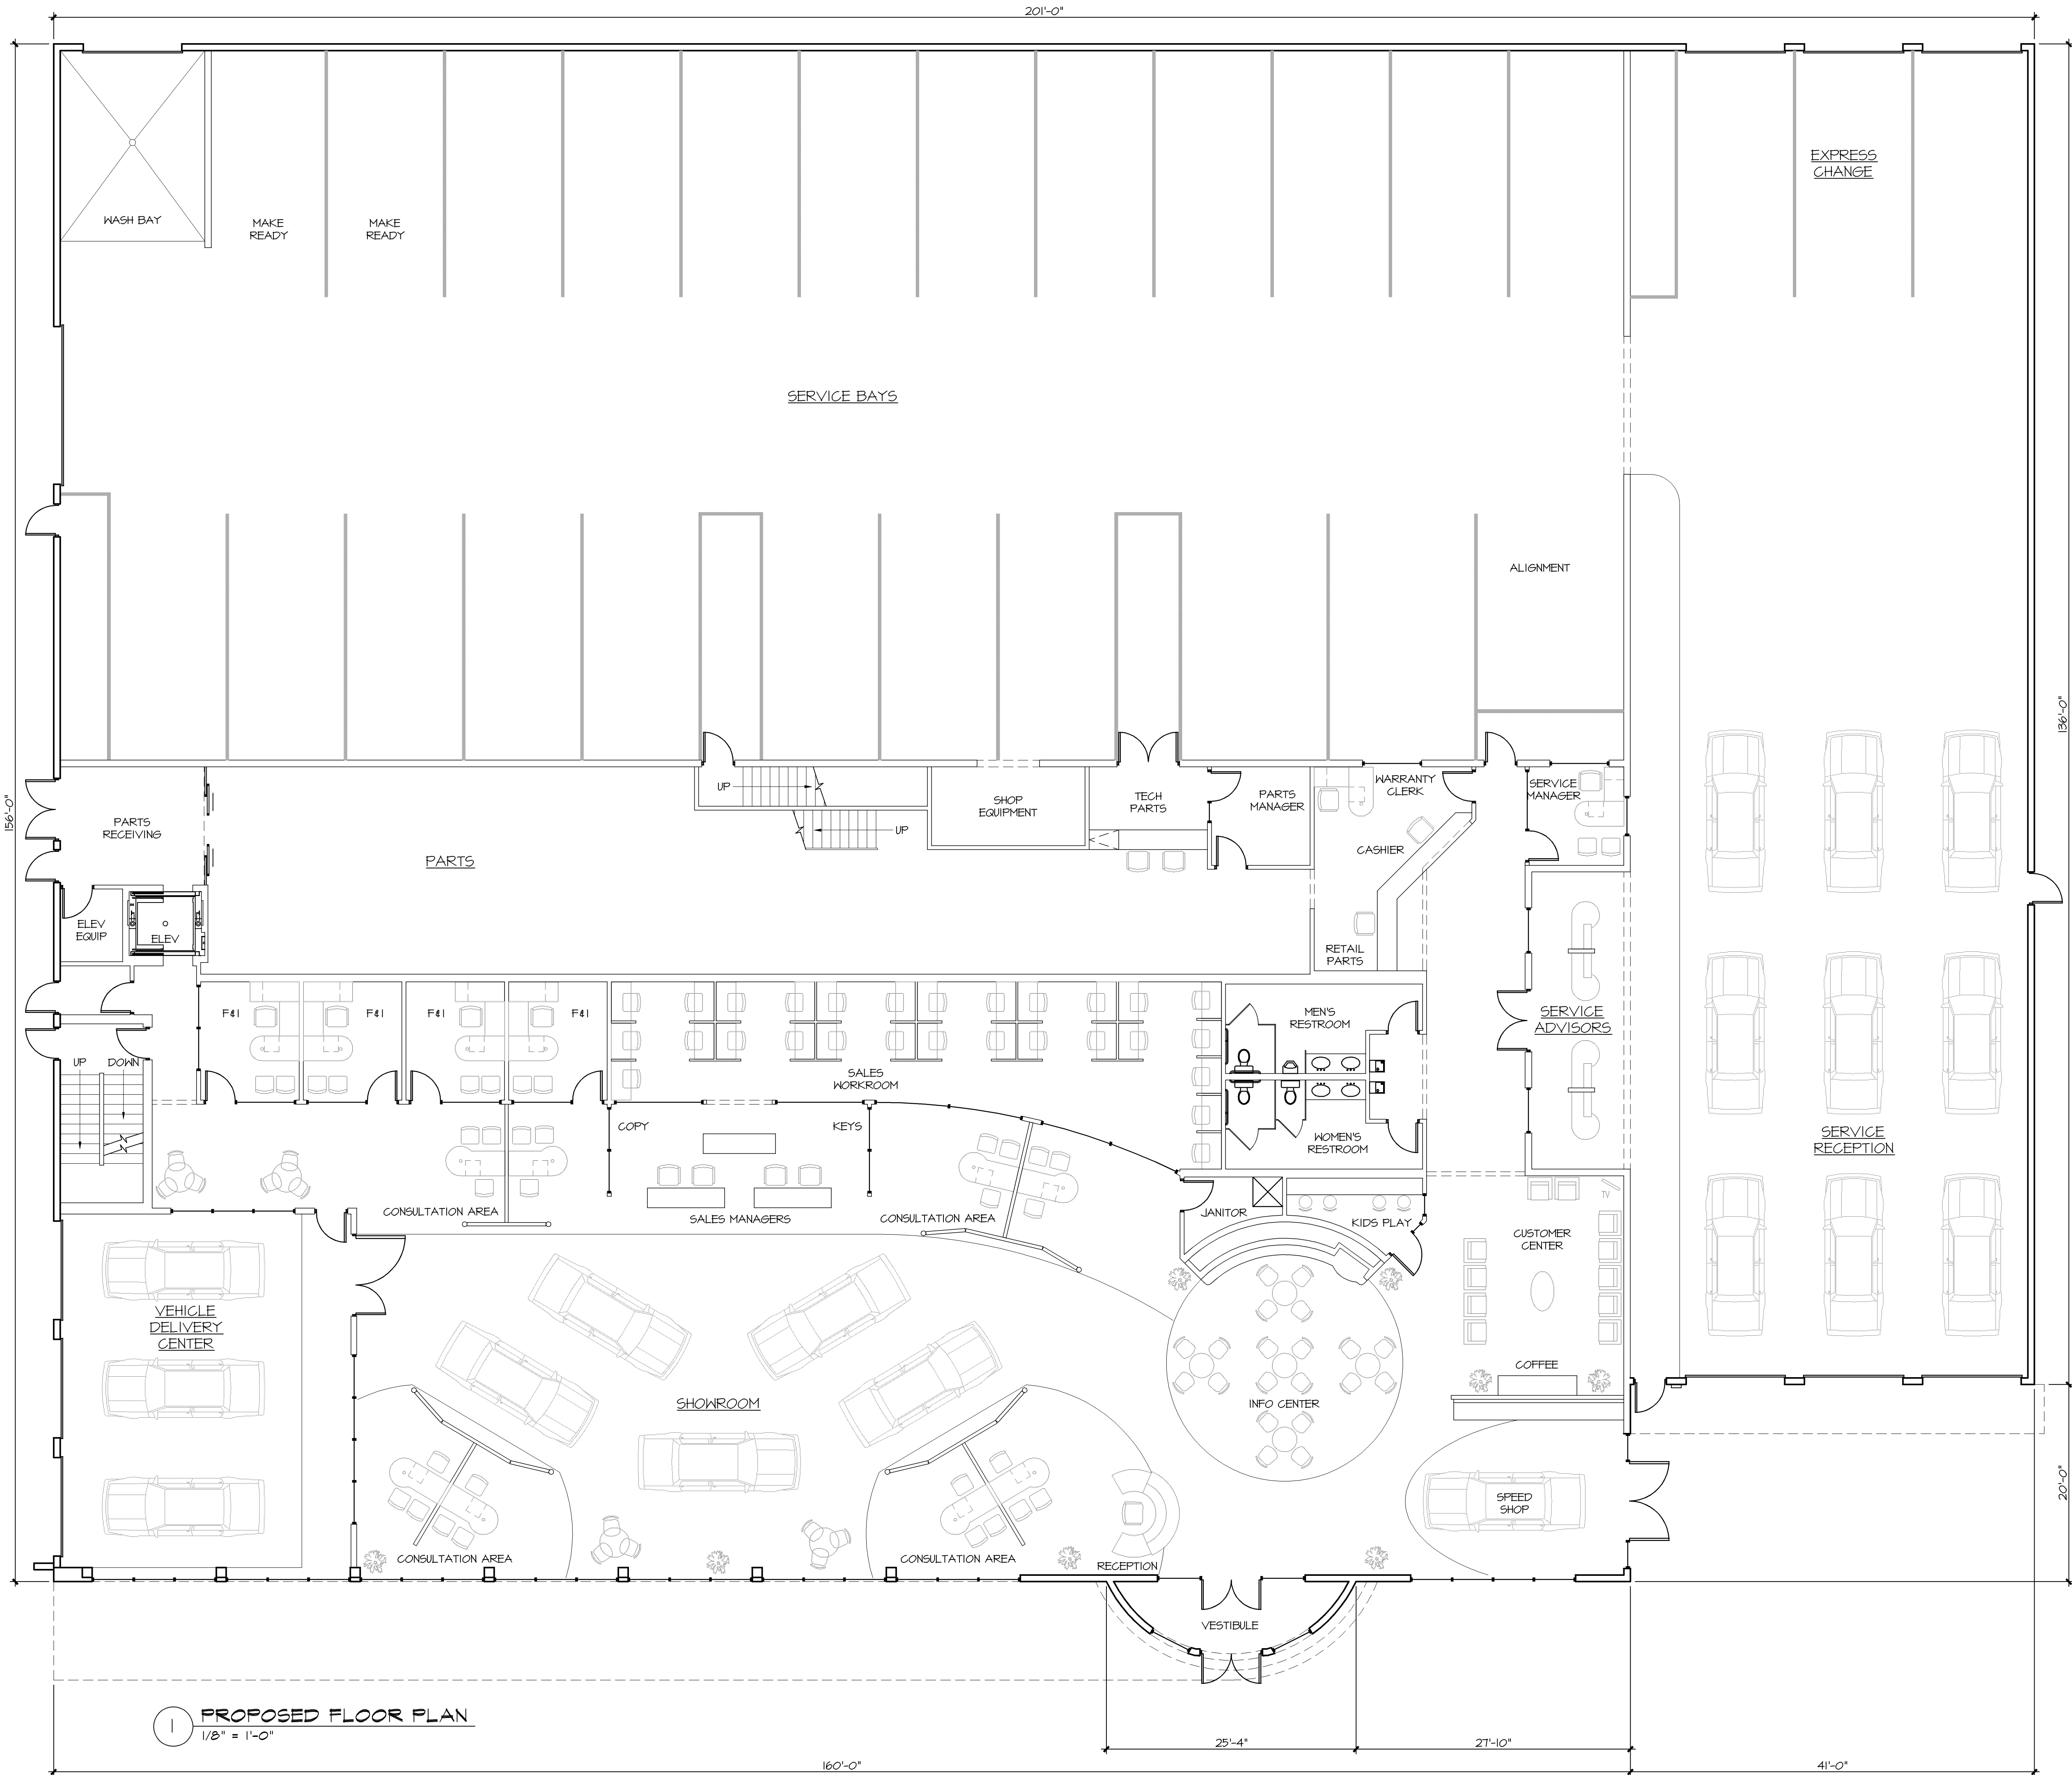 201'-0"
EXPRESS
CHANGE
WASH BAY
MAKE
READY
MAKE
READY
SERVICE BAYS
ALIGNMENT
156'-0"
136'-0"
UP
UP
SHOP
EQUIPMENT
TECH
PARTS
PARTS
MANAGER
WARRANTY
CLERK
SERVICE
MANAGER
PARTS
RECEIVING
PARTS
CASHIER
ELEV
EQUIP
ELEV
RETAIL
PARTS
F&I
F&I
F&I
F&I
MEN'S
RESTROOM
SERVICE
ADVISORS
UP
DOWN
SALES
WORKROOM
COPY
KEYS
WOMEN'S
RESTROOM
SERVICE
RECEPTION
TV
CONSULTATION AREA
SALES MANAGERS
CONSULTATION AREA
JANITOR
KIDS PLAY
CUSTOMER
CENTER
VEHICLE
DELIVERY
CENTER
COFFEE
SHOWROOM
INFO CENTER
SPEED
SHOP
20'-0"
CONSULTATION AREA
CONSULTATION AREA
RECEPTION
VESTIBULE
1
PROPOSED FLOOR PLAN
1/8" = 1'-0"
25'-4"
27'-10"
160'-0"
41'-0"